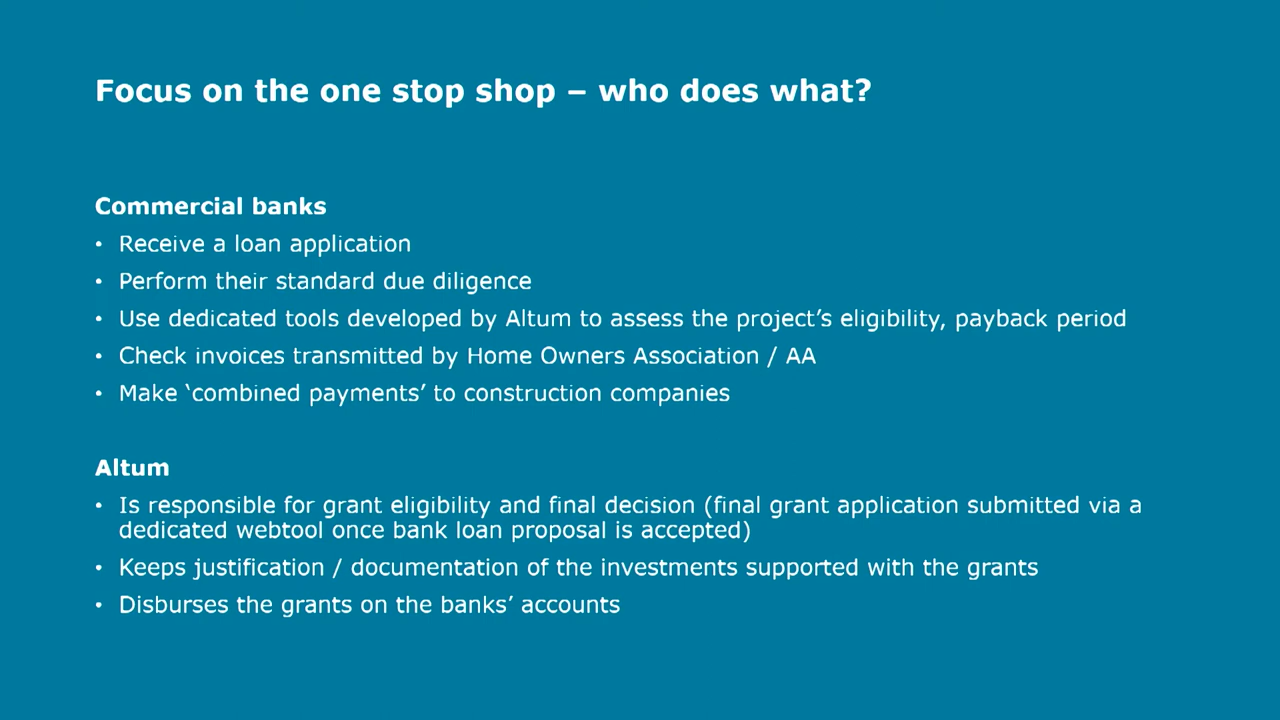 Focus on the one stop shop – who does what?
Commercial banks
• Receive a loan application
• Perform their standard due diligence
• Use dedicated tools developed by Altum to assess the project’s eligibility, payback period
• Check invoices transmitted by Home Owners Association / AA
• Make ‘combined payments’ to construction companies
Altum
• Is responsible for grant eligibility and final decision (final grant application submitted via a
dedicated webtool once bank loan proposal is accepted)
• Keeps justification / documentation of the investments supported with the grants
• Disburses the grants on the banks’ accounts